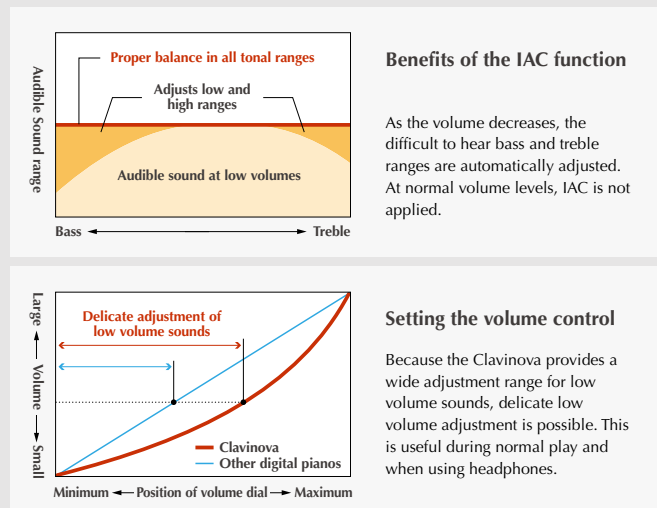 Proper balance in all tonal ranges
Adjusts low and
high ranges
Audible sound at low volumes
Audible Sound range
Bass
Treble
Benefits of the IAC function
As the volume decreases, the
difficult to hear bass and treble
ranges are automatically adjusted.
At normal volume levels, IAC is not
applied.
Large
Volume
Small
Delicate adjustment of
low volume sounds
Clavinova
Other digital pianos
Minimum
Position of volume dial
Maximum
Setting the volume control
Because the Clavinova provides a
wide adjustment range for low
volume sounds, delicate low
volume adjustment is possible. This
is useful during normal play and
when using headphones.